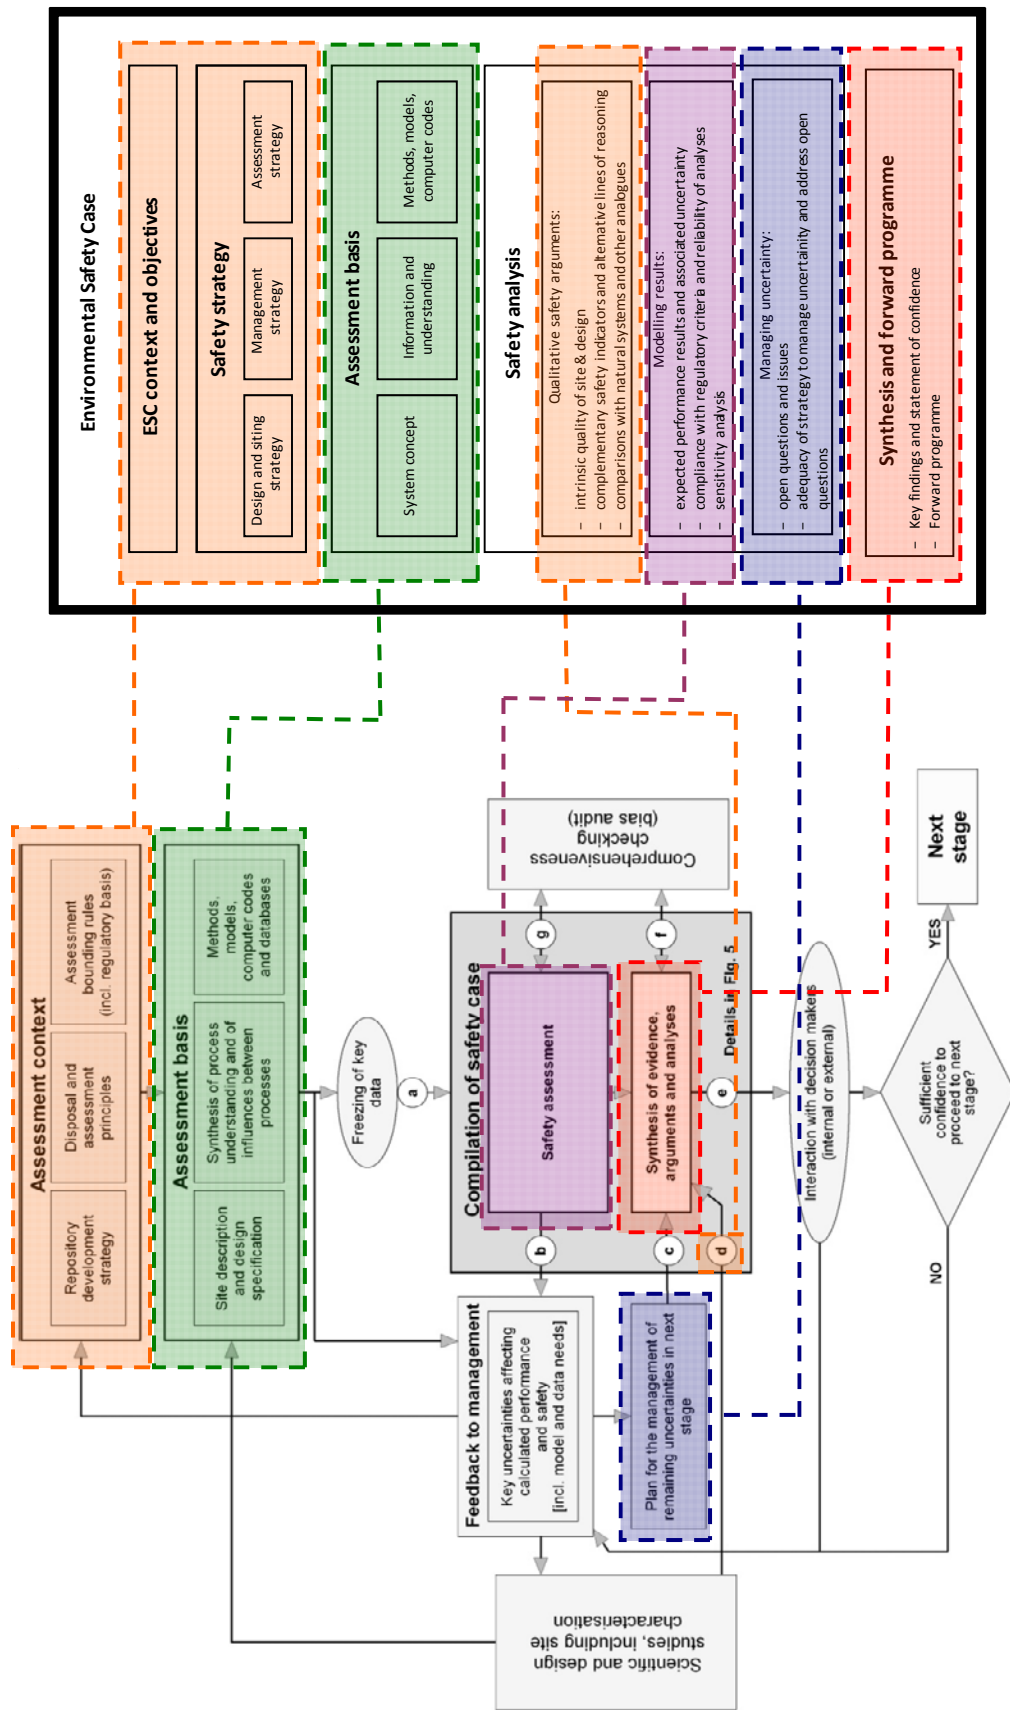 Assessment context
Repository
development
strategy
Disposal and
assessment
principles
Assessment
bounding rules
(incl. regulatory basis)
Assessment basis
Site description
and design
specification
Synthesis of process
understanding and of
influences between
processes
Methods.
models,
computer codes
and databases
Freezing of key
data
a
Scientific and design
studies, including site
characterisation
Feedback to management
Key uncertainties affecting
calculated performance
and safety
[incl. model and data needs]
Plan for the management of
remaining uncertainties in next
stage
Compilation of safety case
b
Safety assessment
g
c
Synthesis of evidence.
arguments and analyses
f
d
e
Details in Fig. 5
Comprehensiveness
checking
(bias audit)
Interaction with decision makers
(internal or external)
Sufficient
confidence to
proceed to next
stage?
NO
YES
Next
stage
Environmental Safety Case
ESC context and objectives
Safety strategy
Design and siting
strategy
Management
strategy
Assessment
strategy
Assessment basis
System concept
Information and
understanding
Methods, models,
computer codes
Safety analysis
Qualitative safety arguments:
– intrinsic quality of site & design
– complementary safety indicators and alternative lines of reasoning
– comparisons with natural systems and other analogues
Modelling results:
– expected performance results and associated uncertainty
– compliance with regulatory criteria and reliability of analyses
– sensitivity analysis
Managing uncertainty:
– open questions and issues
– adequacy of strategy to manage uncertainity and address open
questions
Synthesis and forward programme
– Key findings and statement of confidence
– Forward programme